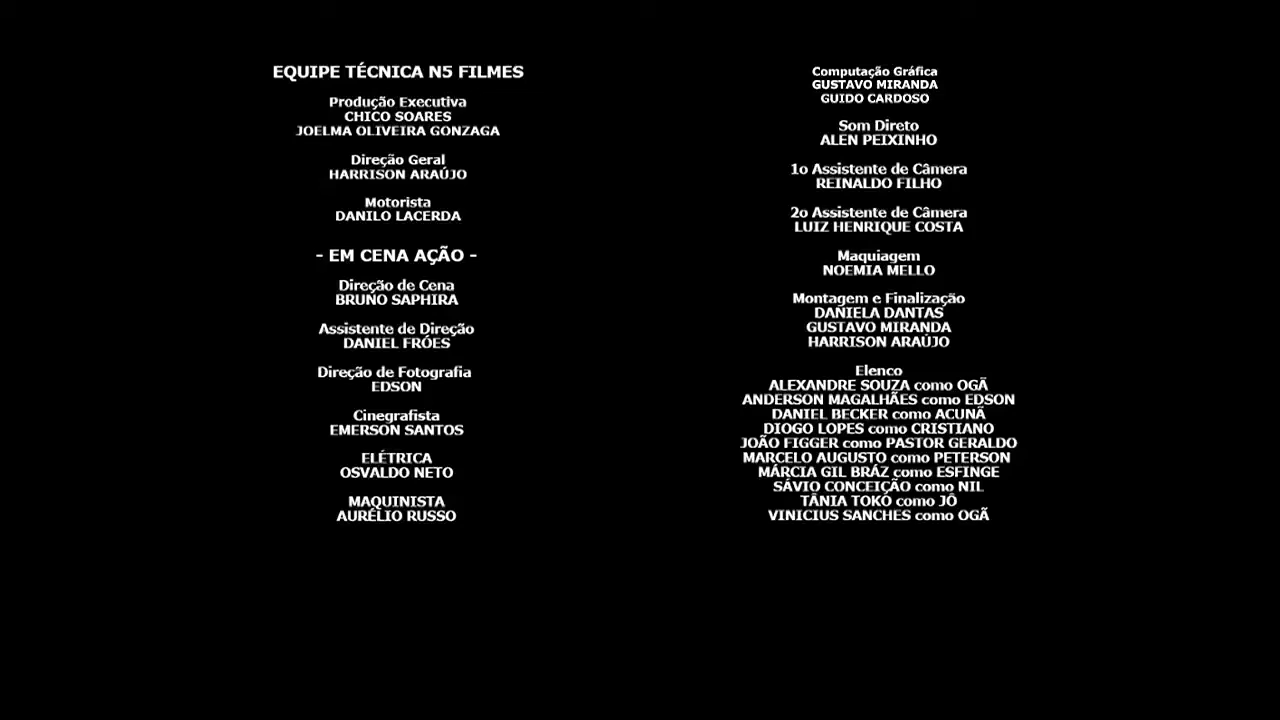 EQUIPE TÉCNICA N5 FILMES
Produção Executiva
CHICO SOARES
JOELMA OLIVEIRA GONZAGA
Direção Geral
HARRISON ARAÚJO
Motorista
DANILO LACERDA
- EM CENA AÇÃO -
Direção de Cena
BRUNO SAPHIRA
Assistente de Direção
DANIEL FRÓES
Direção de Fotografia
EDSON
Cinegrafista
EMERSON SANTOS
ELÉTRICA
OSVALDO NETO
MAQUINISTA
AURÉLIO RUSSO
Computação Gráfica
GUSTAVO MIRANDA
GUIDO CARDOSO
Som Direto
ALEN PEIXINHO
1o Assistente de Câmera
REINALDO FILHO
2o Assistente de Câmera
LUIZ HENRIQUE COSTA
Maquiagem
NOEMIA MELLO
Montagem e Finalização
DANIELA DANTAS
GUSTAVO MIRANDA
HARRISON ARAÚJO
Elenco
ALEXANDRE SOUZA como OGÃ
ANDERSON MAGALHÃES como EDSON
DANIEL BECKER como ACUNÃ
DIOGO LOPES como CRISTIANO
JOÃO FIGGER como PASTOR GERALDO
MARCELO AUGUSTO como PETERSON
MÁRCIA GIL BRÁZ como ESFINGE
SÁVIO CONCEIÇÃO como NIL
TÂNIA TOKO como JÔ
VINICIUS SANCHES como OGÃ